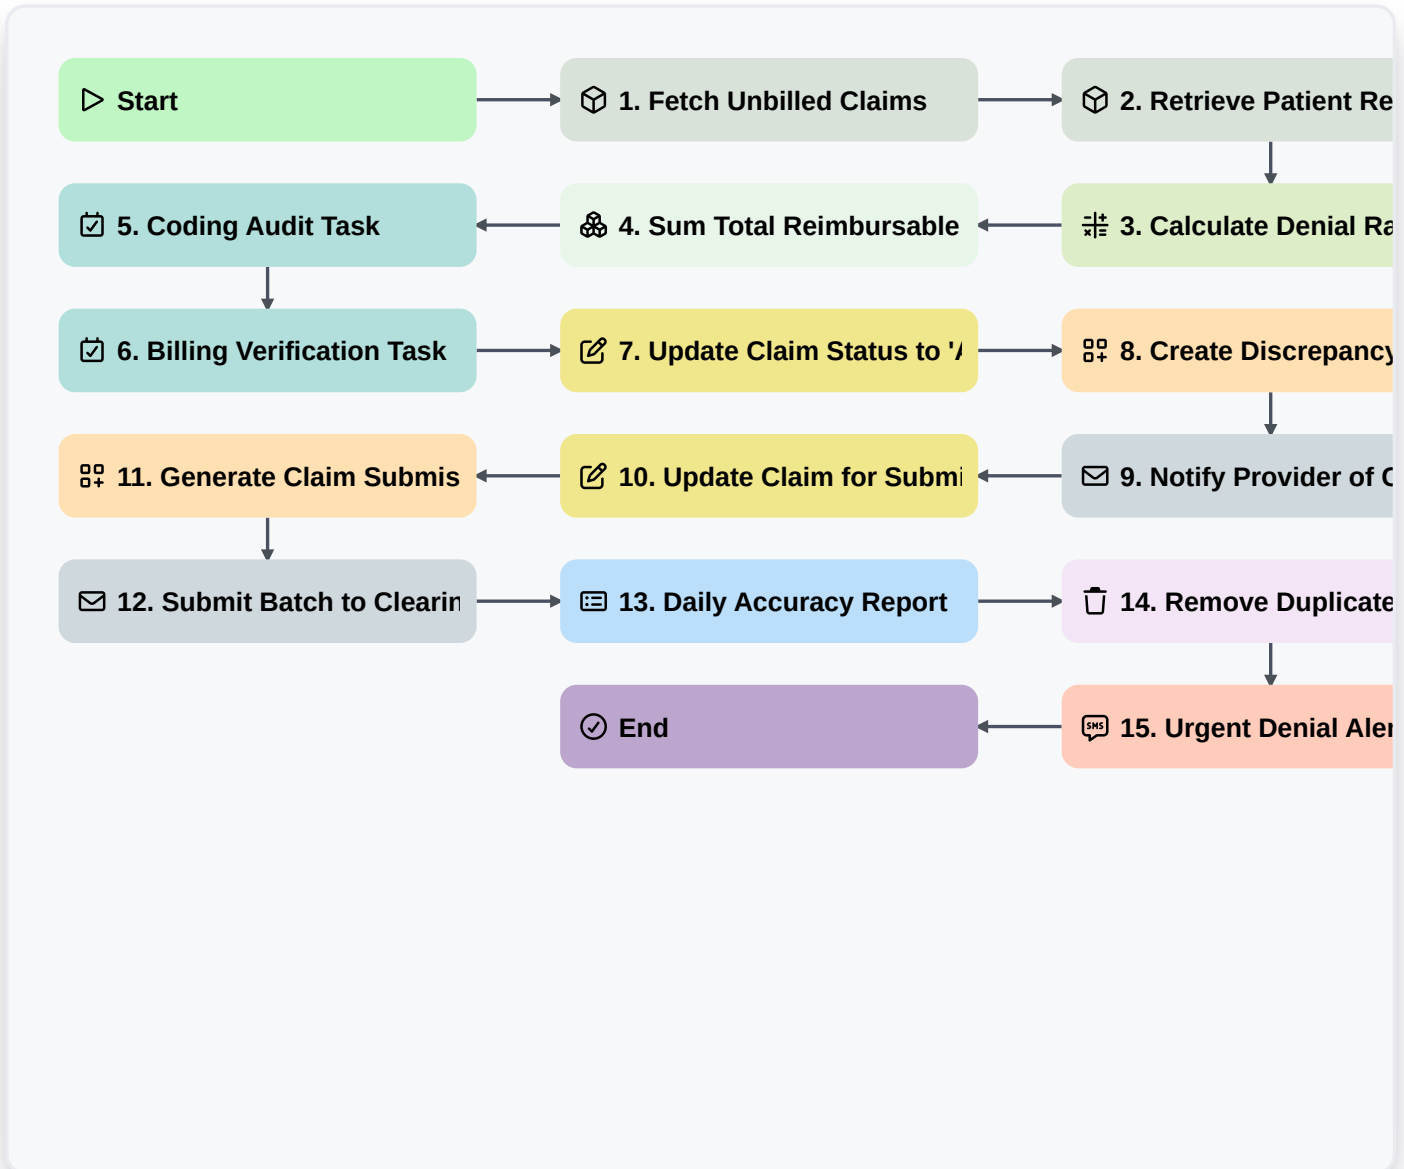 Start
1. Fetch Unbilled Claims
2. Retrieve Patient Re
5. Coding Audit Task
4. Sum Total Reimbursable
3. Calculate Denial Ra
6. Billing Verification Task
7. Update Claim Status to '
8. Create Discrepancy
11. Generate Claim Submis
10. Update Claim for Submi
9. Notify Provider of
12. Submit Batch to Clearin
13. Daily Accuracy Report
14. Remove Duplicate
End
SMS
15. Urgent Denial Aler